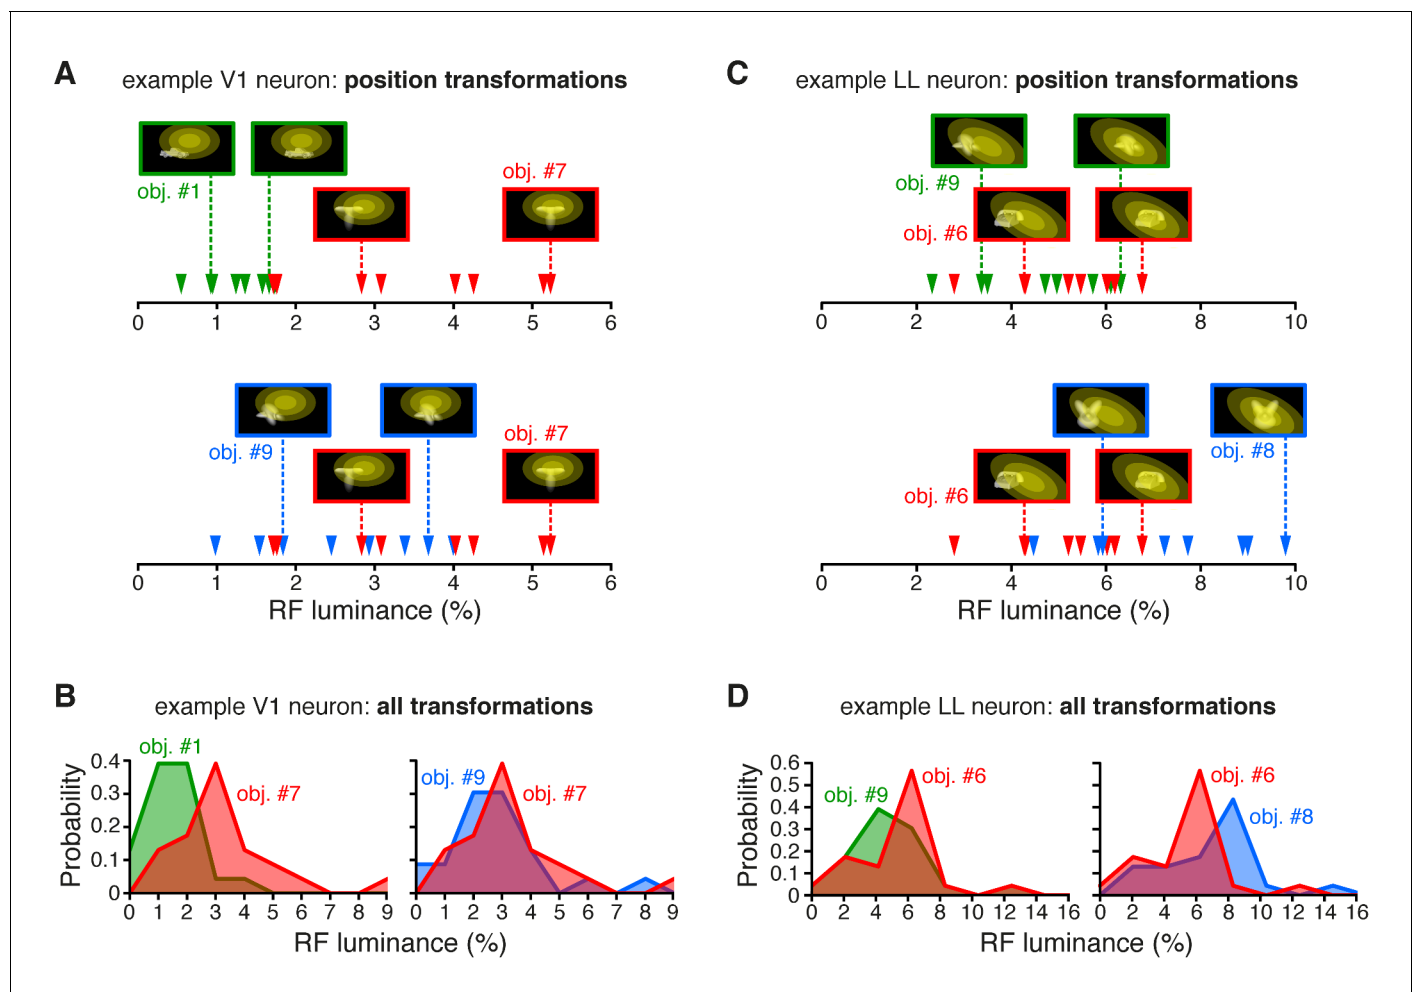 A
example V1 neuron: position transformations
obj. #1
obj. #7
0 1 2 3 4 5 6
obj. #9
obj. #7
0 1 2 3 4 5 6
RF luminance (%)
C
example LL neuron: position transformations
obj. #9
obj. #6
0 2 4 6 8 10
obj. #6
obj. #8
0 2 4 6 8 10
RF luminance (%)
B
example V1 neuron: all transformations
Probability
0.4
0.3
0.2
0.1
0
obj. #1
obj. #7
0 1 2 3 4 5 6 7 8 9
obj. #9
obj. #7
0 1 2 3 4 5 6 7 8 9
RF luminance (%)
D
example LL neuron: all transformations
Probability
0.6
0.5
0.4
0.3
0.2
0.1
0
obj. #9
obj. #6
0 2 4 6 8 10 12 14 16
obj. #6
obj. #8
0 2 4 6 8 10 12 14 16
RF luminance (%)